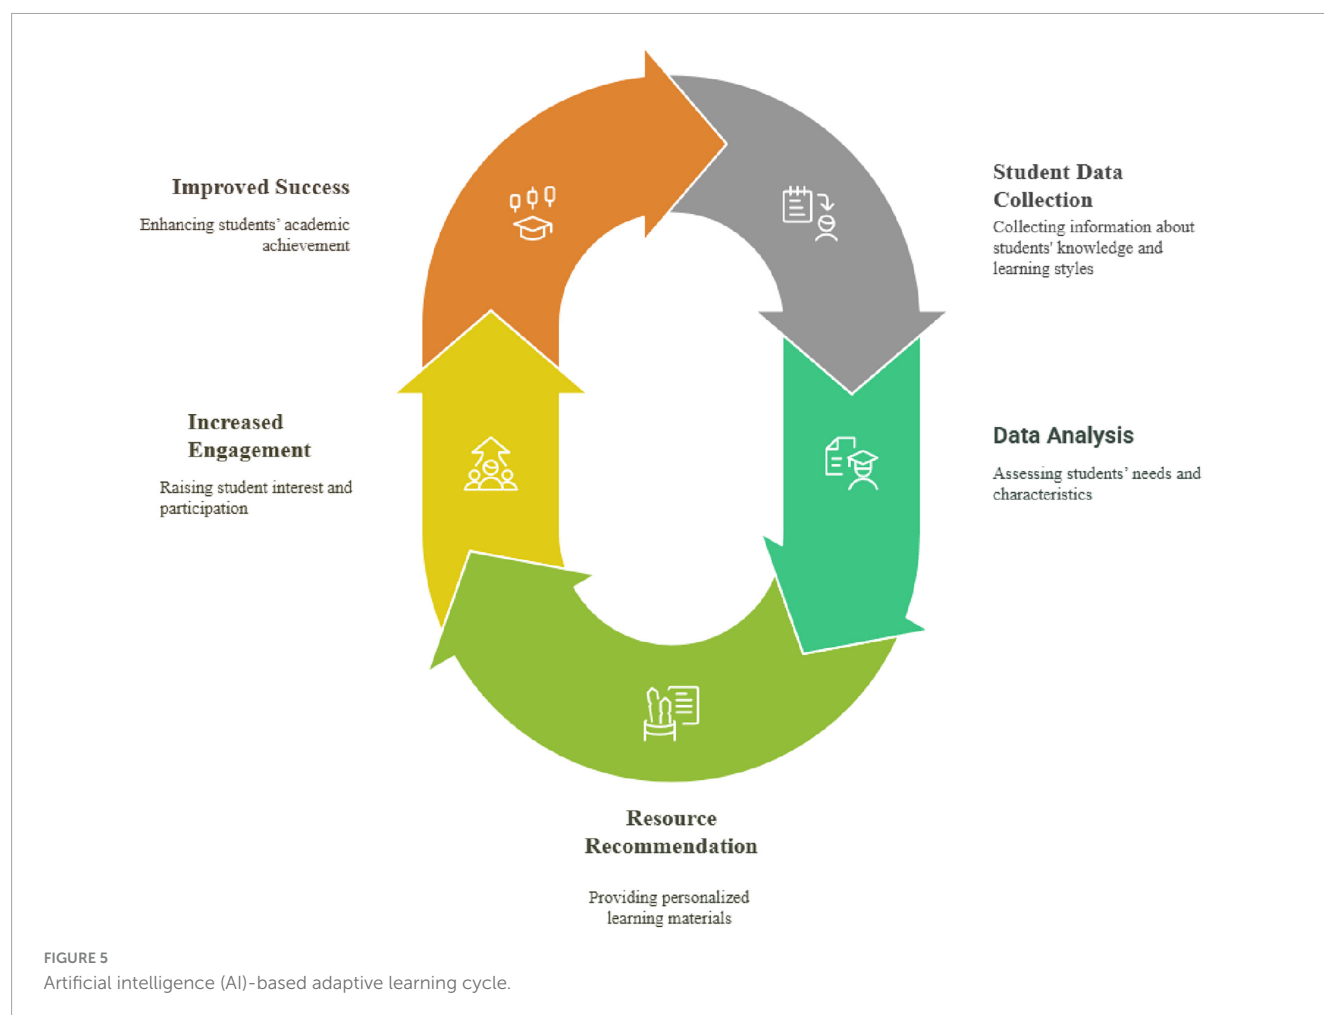 Improved Success
Enhancing students’ academic
achievement
Student Data
Collection
Collecting information about
students' knowledge and
learning styles
Increased
Engagement
Raising student interest and
participation
Data Analysis
Assessing students’ needs and
characteristics
Resource
Recommendation
Providing personalized
learning materials
FIGURE 5
Artificial intelligence (AI)-based adaptive learning cycle.